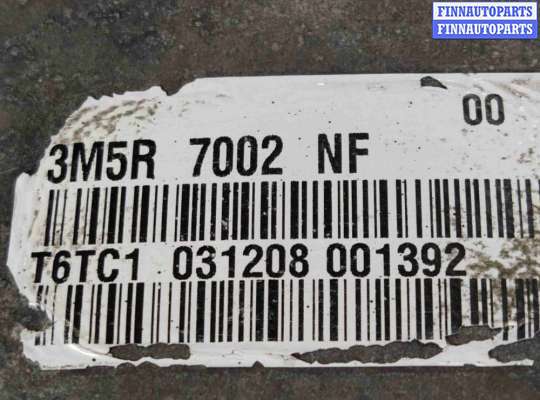 FINNAUTOPARTS
FINNAUTOPARTS
00
3M5R 7002 NF
T6TC1 031208 001392